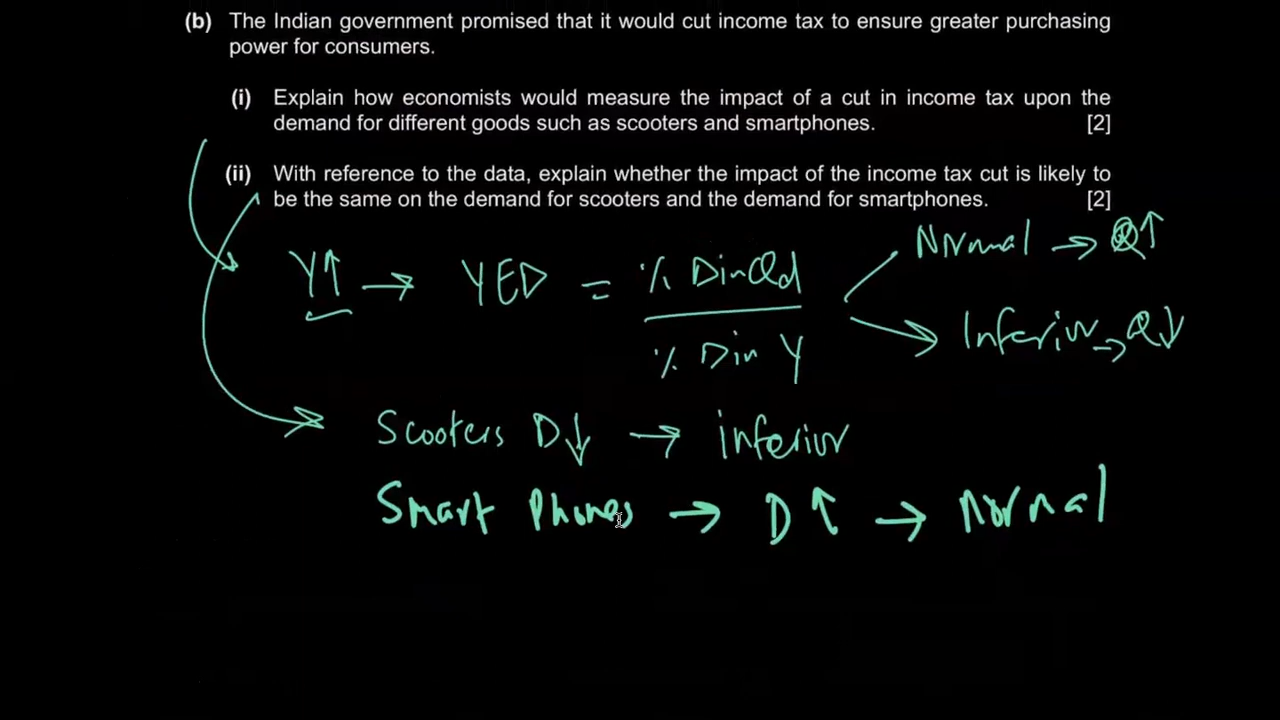 (b) The Indian government promised that it would cut income tax to ensure greater purchasing
power for consumers.
(i) Explain how economists would measure the impact of a cut in income tax upon the
demand for different goods such as scooters and smartphones. [2]
(ii) With reference to the data, explain whether the impact of the income tax cut is likely to
be the same on the demand for scooters and the demand for smartphones. [2]
Normal → Q↑
Y↑ → YED = % D in Qd
% D in Y
Inferior → Q↓
Scooters D↓ → inferior
Smart Phones → D↑ → Normal